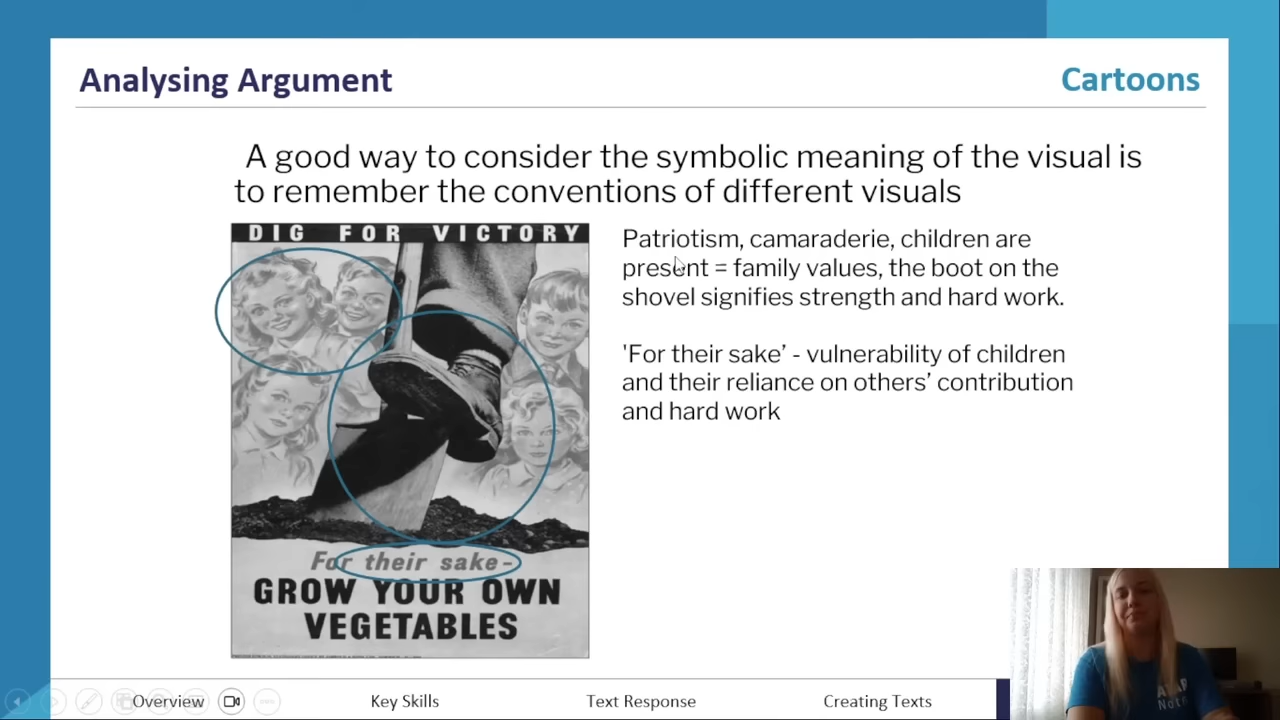 Analysing Argument
Cartoons
A good way to consider the symbolic meaning of the visual is
to remember the conventions of different visuals
DIG FOR VICTORY
For their sake-
GROW YOUR OWN
VEGETABLES
Patriotism, camaraderie, children are
present = family values, the boot on the
shovel signifies strength and hard work.
'For their sake’ - vulnerability of children
and their reliance on others’ contribution
and hard work
Overview
Key Skills
Text Response
Creating Texts